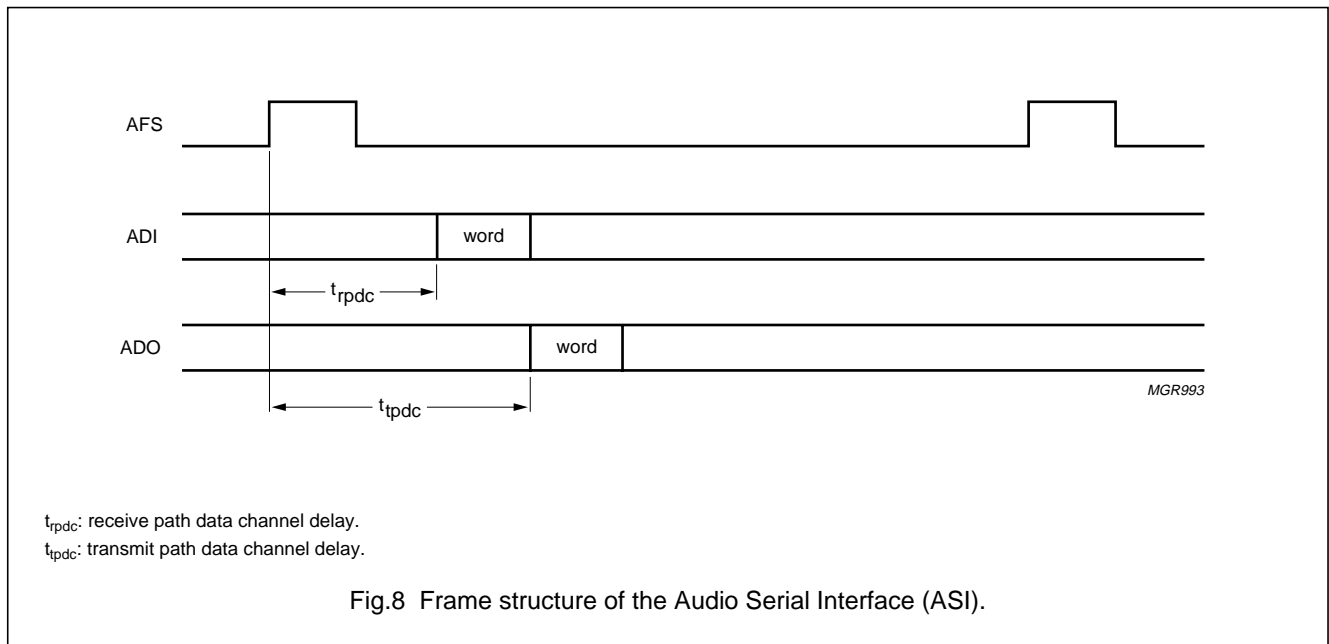 AFS
ADI
word
t_rpdc
ADO
word
MGR993
t_tpdc
t_rpdc: receive path data channel delay.
t_tpdc: transmit path data channel delay.
Fig.8 Frame structure of the Audio Serial Interface (ASI).